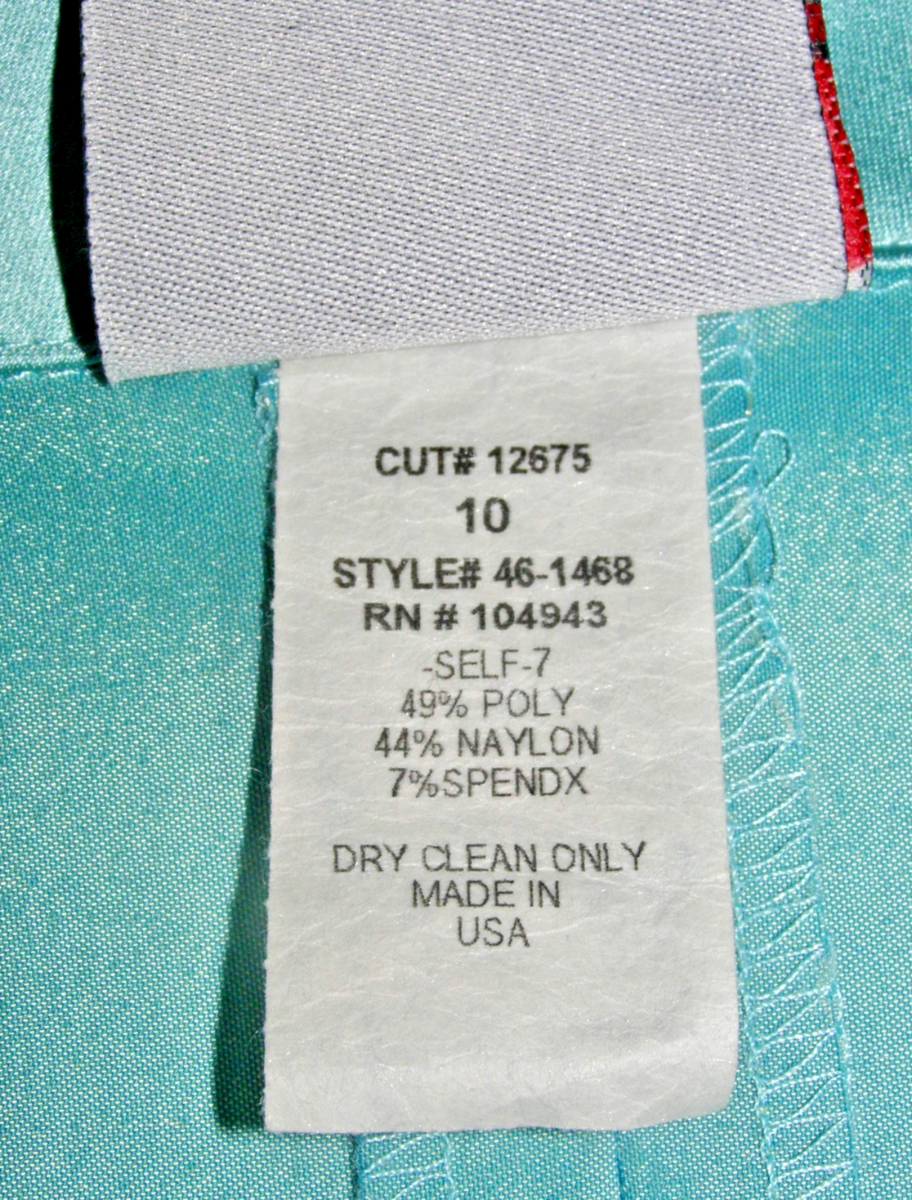 CUT# 12675
10
STYLE# 46-1468
RN # 104943
-SELF-7
49% POLY
44% NAYLON
7%SPENDX
DRY CLEAN ONLY
MADE IN
USA